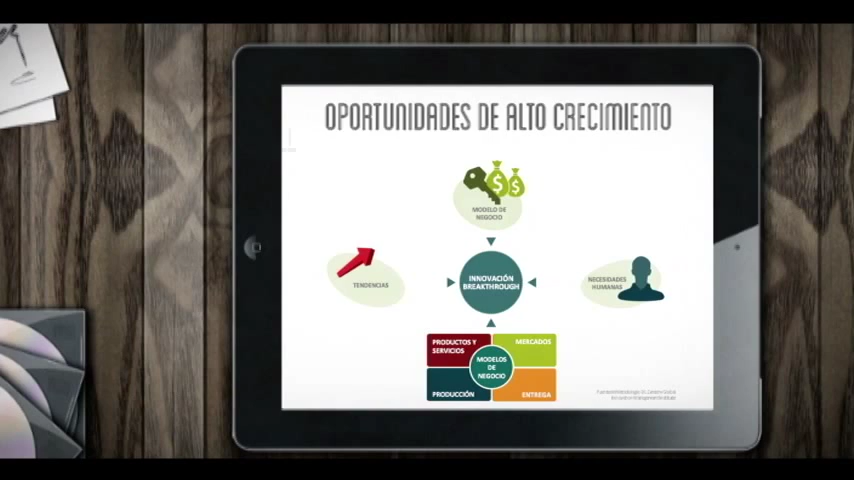 OPORTUNIDADES DE ALTO CRECIMIENTO
$ $
MODELO DE
NEGOCIO
TENDENCIAS
INNOVACIÓN
BREAKTHROUGH
NECESIDADES
HUMANAS
PRODUCTOS Y
SERVICIOS
MERCADOS
MODELOS
DE
NEGOCIO
PRODUCCIÓN
ENTREGA